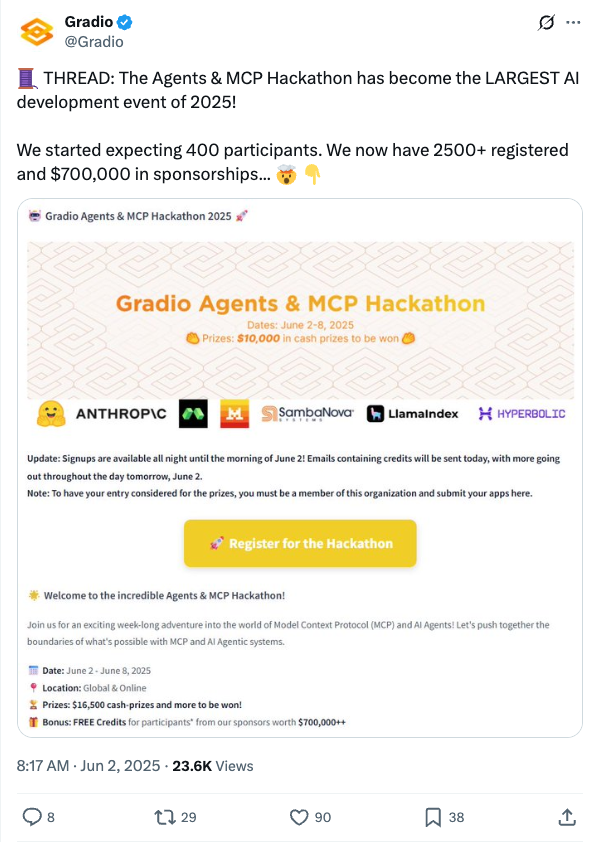 Gradio
@Gradio
🧵 THREAD: The Agents & MCP Hackathon has become the LARGEST AI
development event of 2025!
We started expecting 400 participants. We now have 2500+ registered
and $700,000 in sponsorships... 🤯 👇
Gradio Agents & MCP Hackathon 2025 🚀
Gradio Agents & MCP Hackathon
Dates: June 2-8, 2025
Prizes: $10,000 in cash prizes to be won
ANTHROP\C
M
SambaNova
SYSTEMS
LlamaIndex
HYPERBOLIC
Update: Signups are available all night until the morning of June 2! Emails containing credits will be sent today, with more going
out throughout the day tomorrow, June 2.
Note: To have your entry considered for the prizes, you must be a member of this organization and submit your apps here.
🚀 Register for the Hackathon
🌟 Welcome to the incredible Agents & MCP Hackathon!
Join us for an exciting week-long adventure into the world of Model Context Protocol (MCP) and AI Agents! Let's push together the
boundaries of what's possible with MCP and AI Agentic systems.
🗓️ Date: June 2 - June 8, 2025
📍 Location: Global & Online
🏆 Prizes: $16,500 cash-prizes and more to be won!
🎁 Bonus: FREE Credits for participants* from our sponsors worth $700,000++
8:17 AM · Jun 2, 2025 · 23.6K Views
8
29
90
38